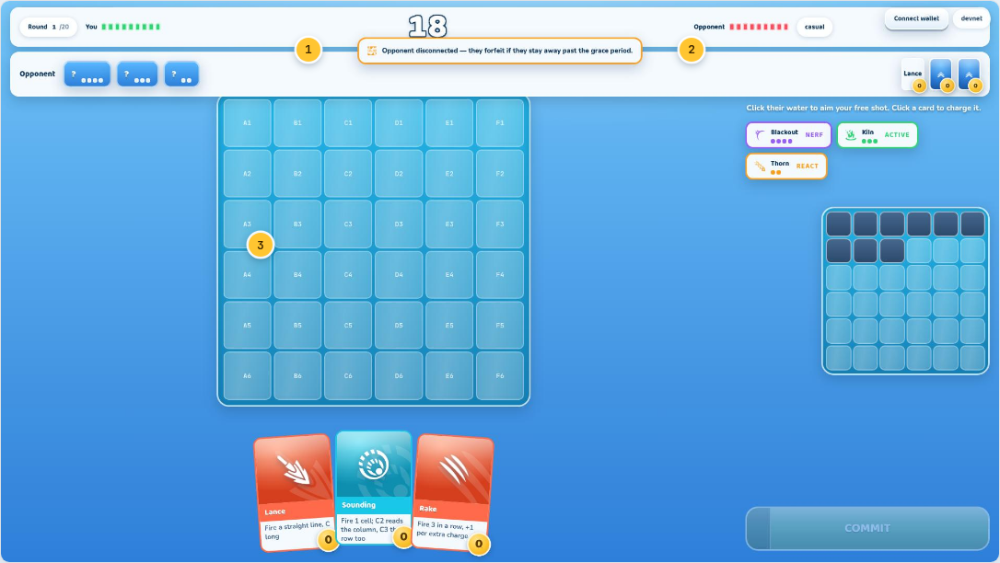 Round 1 /20
You
18
Opponent
casual
Connect wallet
devnet
1
Opponent disconnected — they forfeit if they stay away past the grace period.
2
Opponent
?
?
?
Lance
0
0
0
Click their water to aim your free shot. Click a card to charge it.
Blackout NERF
Kiln ACTIVE
Thorn REACT
A1 B1 C1 D1 E1 F1
A2 B2 C2 D2 E2 F2
A3 B3 C3 D3 E3 F3
3
A4 B4 C4 D4 E4 F4
A5 B5 C5 D5 E5 F5
A6 B6 C6 D6 E6 F6
Lance
Fire a straight line, C
long
0
Sounding
Fire 1 cell; C2 reads
the column, C3 the
row too
0
Rake
Fire 3 in a row, +1
per extra charge
0
COMMIT